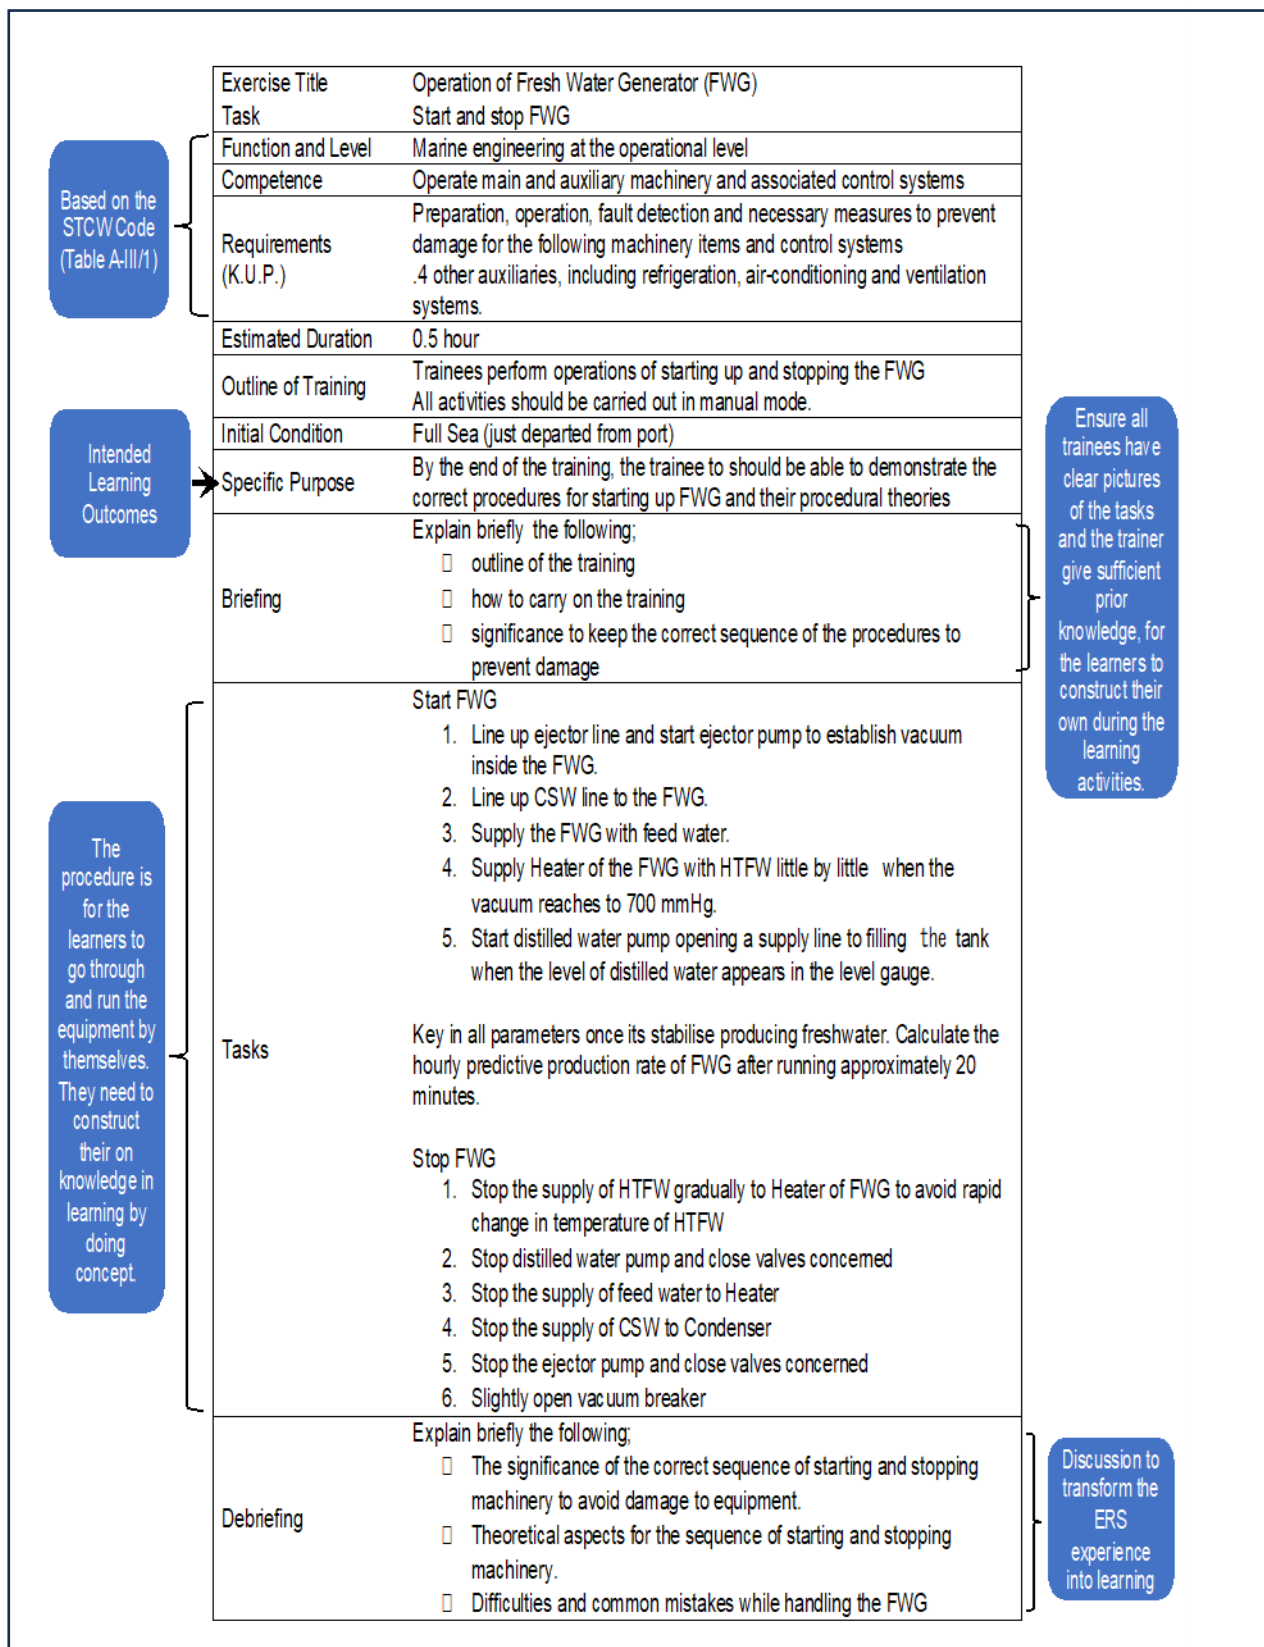 Exercise Title Operation of Fresh Water Generator (FWG)
Task Start and stop FWG
Function and Level Marine engineering at the operational level
Competence Operate main and auxiliary machinery and associated control systems
Requirements
(K.U.P.)
Preparation, operation, fault detection and necessary measures to prevent
damage for the following machinery items and control systems
.4 other auxiliaries, including refrigeration, air-conditioning and ventilation
systems.
Based on the
STCW Code
(Table A-III/1)
Estimated Duration 0.5 hour
Outline of Training
Trainees perform operations of starting up and stopping the FWG
All activities should be carried out in manual mode.
Initial Condition Full Sea (just departed from port)
Intended
Learning
Outcomes
Specific Purpose
By the end of the training, the trainee to should be able to demonstrate the
correct procedures for starting up FWG and their procedural theories
Briefing
Explain briefly the following;
outline of the training
how to carry on the training
significance to keep the correct sequence of the procedures to
prevent damage
Ensure all
trainees have
clear pictures
of the tasks
and the trainer
give sufficient
prior
knowledge, for
the learners to
construct their
own during the
learning
activities.
Tasks
Start FWG
1. Line up ejector line and start ejector pump to establish vacuum
inside the FWG.
2. Line up CSW line to the FWG.
3. Supply the FWG with feed water.
4. Supply Heater of the FWG with HTFW little by little when the
vacuum reaches to 700 mmHg.
5. Start distilled water pump opening a supply line to filling the tank
when the level of distilled water appears in the level gauge.
Key in all parameters once its stabilise producing freshwater. Calculate the
hourly predictive production rate of FWG after running approximately 20
minutes.
Stop FWG
1. Stop the supply of HTFW gradually to Heater of FWG to avoid rapid
change in temperature of HTFW
2. Stop distilled water pump and close valves concerned
3. Stop the supply of feed water to Heater
4. Stop the supply of CSW to Condenser
5. Stop the ejector pump and close valves concerned
6. Slightly open vacuum breaker
The
procedure is
for the
learners to
go through
and run the
equipment by
themselves.
They need to
construct
their on
knowledge in
learning by
doing
concept.
Debriefing
Explain briefly the following;
The significance of the correct sequence of starting and stopping
machinery to avoid damage to equipment.
Theoretical aspects for the sequence of starting and stopping
machinery.
Difficulties and common mistakes while handling the FWG
Discussion to
transform the
ERS
experience
into learning